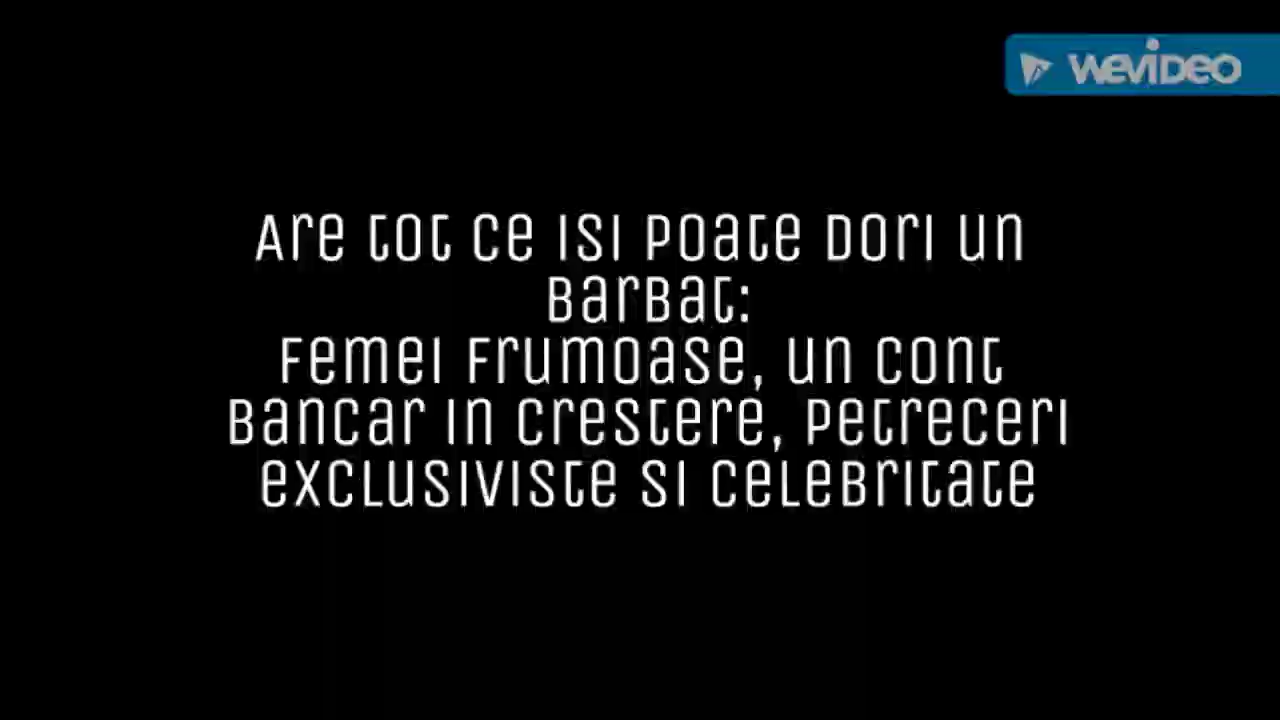 WeVideo
Are tot ce isi poate dori un
barbat:
Femei frumoase, un cont
bancar in crestere, petreceri
exclusiviste si celebritate